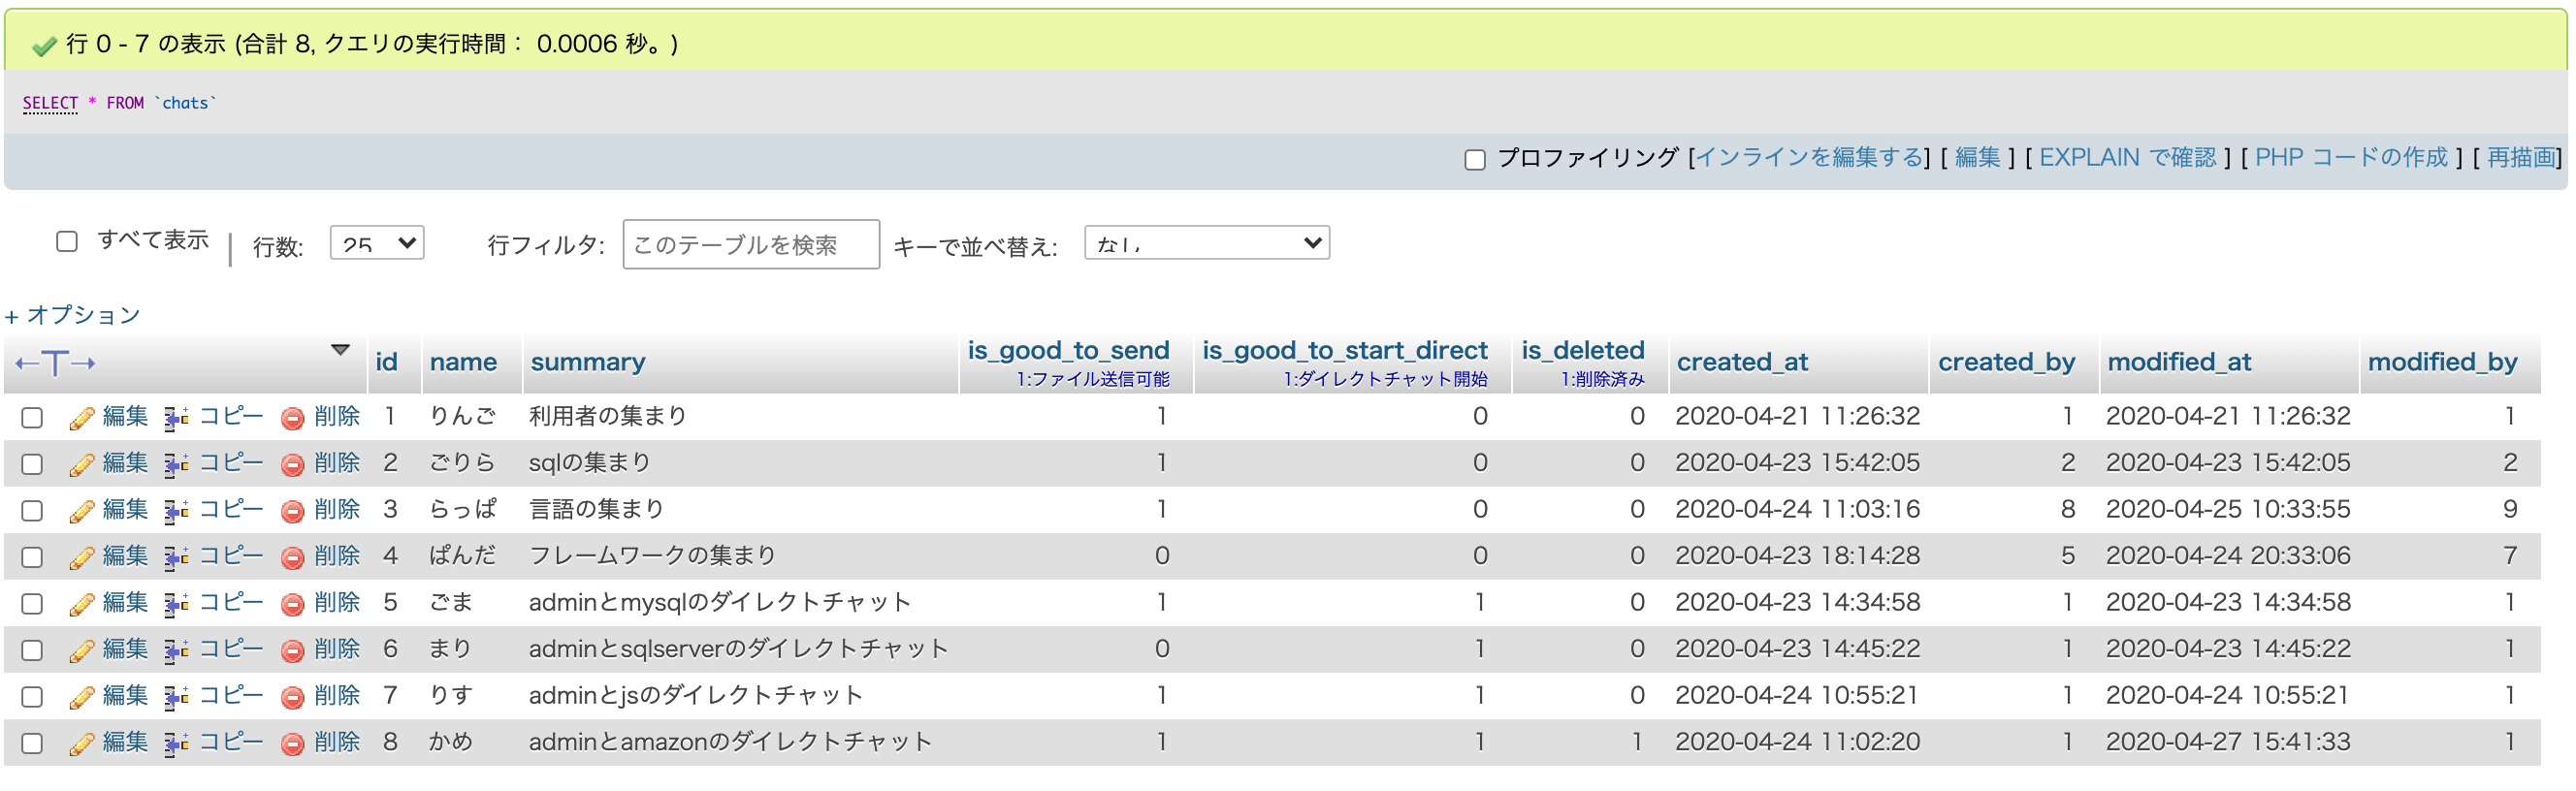 行 0 - 7 の表示 (合計 8, クエリの実行時間： 0.0006 秒。)
SELECT * FROM `chats`
プロファイリング [インラインを編集する] [ 編集 ] [ EXPLAIN で確認 ] [ PHP コードの作成 ] [ 再描画]
すべて表示 | 行数: 25 行フィルタ: このテーブルを検索 キーで並べ替え: なし
+ オプション
←T→ id name summary is_good_to_send 1:ファイル送信可能 is_good_to_start_direct 1:ダイレクトチャット開始 is_deleted 1:削除済み created_at created_by modified_at modified_by
編集 コピー 削除 1 りんご 利用者の集まり 1 0 0 2020-04-21 11:26:32 1 2020-04-21 11:26:32 1
編集 コピー 削除 2 ごりら sqlの集まり 1 0 0 2020-04-23 15:42:05 2 2020-04-23 15:42:05 2
編集 コピー 削除 3 らっぱ 言語の集まり 1 0 0 2020-04-24 11:03:16 8 2020-04-25 10:33:55 9
編集 コピー 削除 4 ぱんだ フレームワークの集まり 0 0 0 2020-04-23 18:14:28 5 2020-04-24 20:33:06 7
編集 コピー 削除 5 ごま adminとmysqlのダイレクトチャット 1 1 0 2020-04-23 14:34:58 1 2020-04-23 14:34:58 1
編集 コピー 削除 6 まり adminとsqlserverのダイレクトチャット 0 1 0 2020-04-23 14:45:22 1 2020-04-23 14:45:22 1
編集 コピー 削除 7 りす adminとjsのダイレクトチャット 1 1 0 2020-04-24 10:55:21 1 2020-04-24 10:55:21 1
編集 コピー 削除 8 かめ adminとamazonのダイレクトチャット 1 1 1 2020-04-24 11:02:20 1 2020-04-27 15:41:33 1